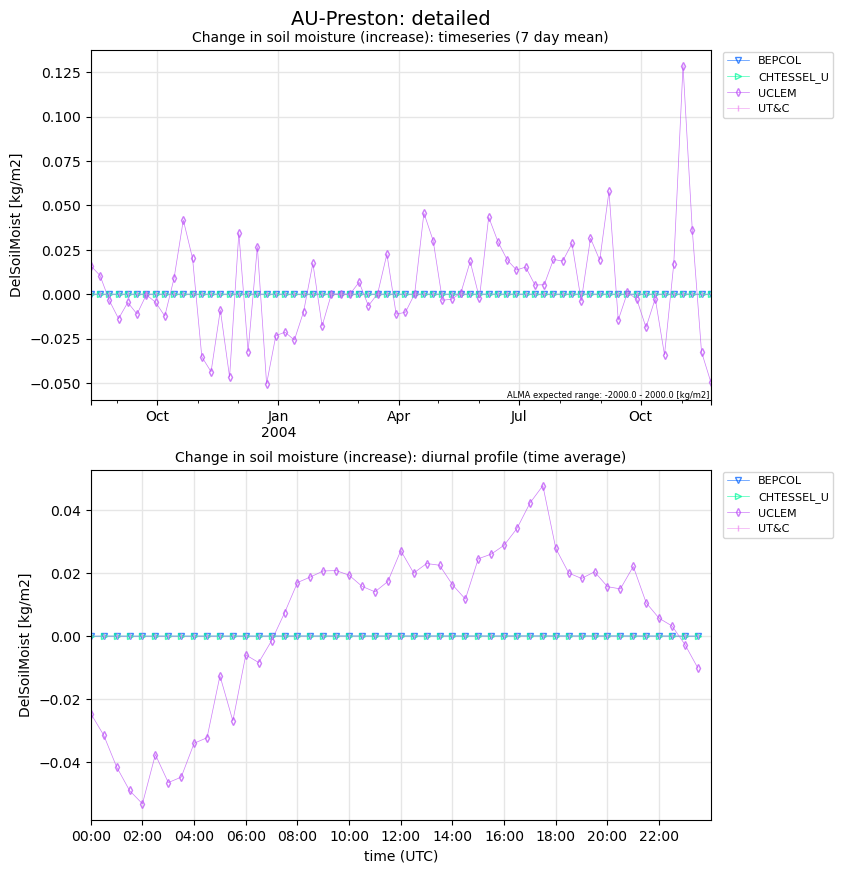 AU-Preston: detailed
Change in soil moisture (increase): timeseries (7 day mean)
BEPCOL
CHTESSEL_U
UCLEM
UT&C
DelSoilMoist [kg/m2]
0.125
0.100
0.075
0.050
0.025
0.000
−0.025
−0.050
ALMA expected range: -2000.0 - 2000.0 [kg/m2]
Oct
Jan
Apr
Jul
Oct
2004
Change in soil moisture (increase): diurnal profile (time average)
BEPCOL
CHTESSEL_U
UCLEM
UT&C
DelSoilMoist [kg/m2]
0.04
0.02
0.00
−0.02
−0.04
00:00
02:00
04:00
06:00
08:00
10:00
12:00
14:00
16:00
18:00
20:00
22:00
time (UTC)